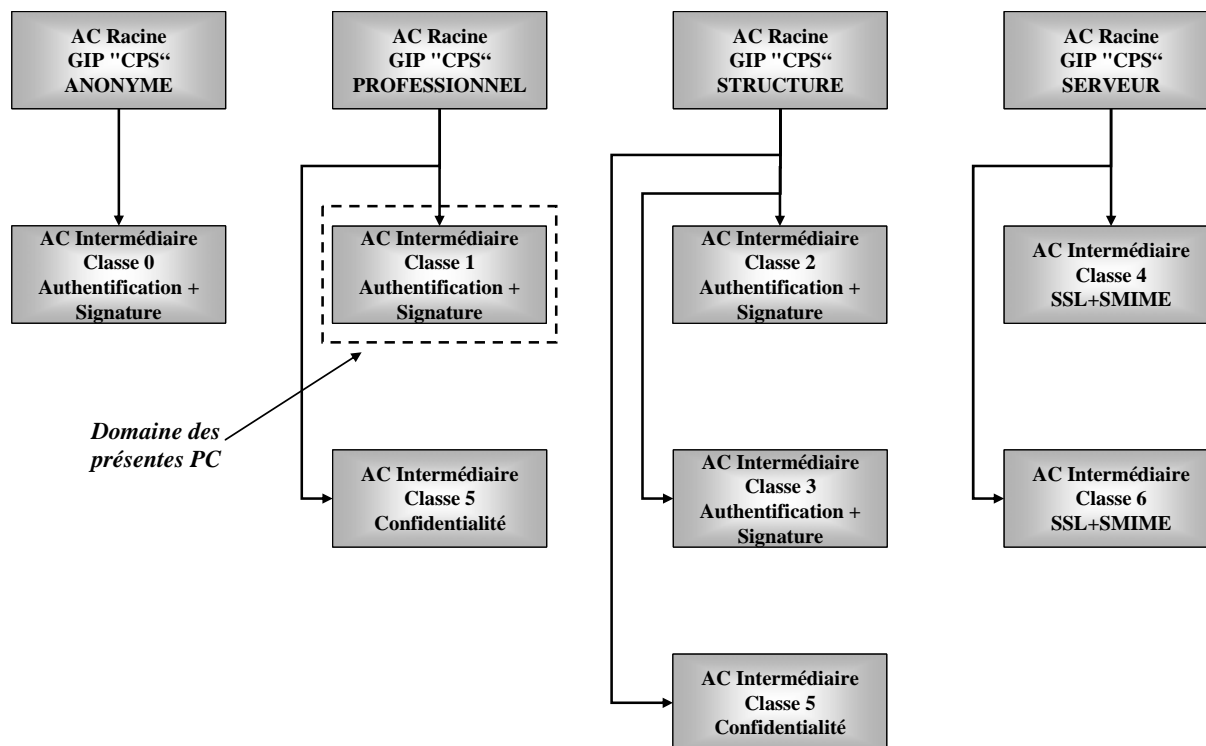 AC Racine
GIP "CPS“
ANONYME
AC Racine
GIP "CPS“
PROFESSIONNEL
AC Racine
GIP "CPS“
STRUCTURE
AC Racine
GIP "CPS“
SERVEUR
AC Intermédiaire
Classe 0
Authentification +
Signature
AC Intermédiaire
Classe 1
Authentification +
Signature
AC Intermédiaire
Classe 2
Authentification +
Signature
AC Intermédiaire
Classe 4
SSL+SMIME
Domaine des
présentes PC
AC Intermédiaire
Classe 5
Confidentialité
AC Intermédiaire
Classe 3
Authentification +
Signature
AC Intermédiaire
Classe 6
SSL+SMIME
AC Intermédiaire
Classe 5
Confidentialité